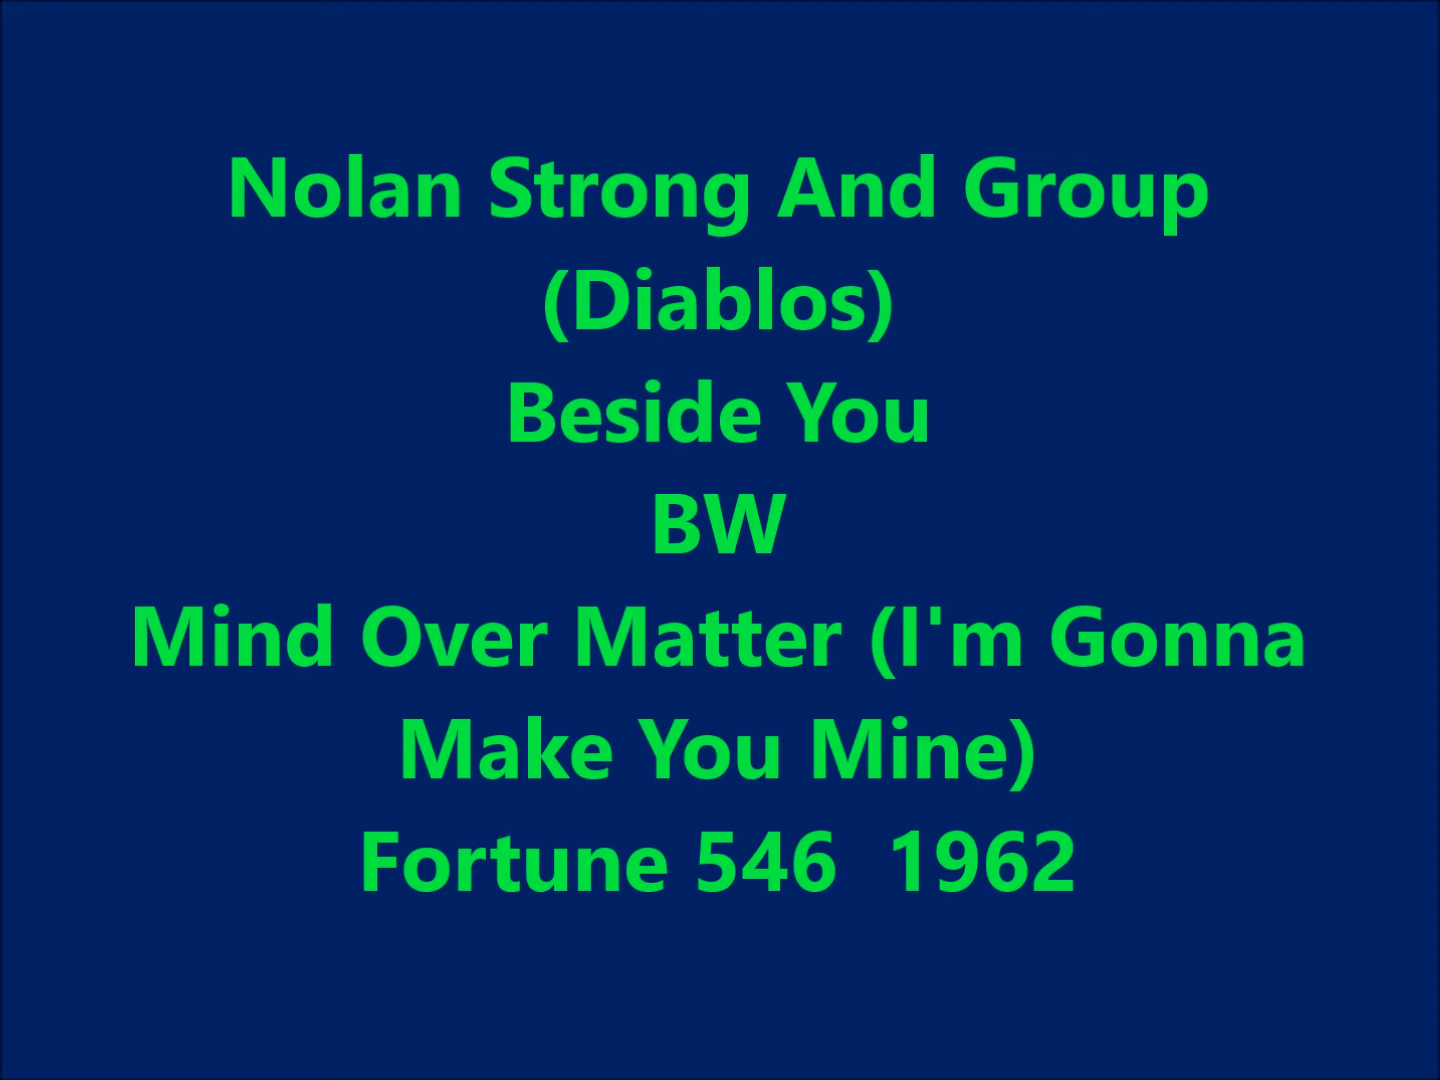 Nolan Strong And Group
(Diablos)
Beside You
BW
Mind Over Matter (I'm Gonna
Make You Mine)
Fortune 546  1962